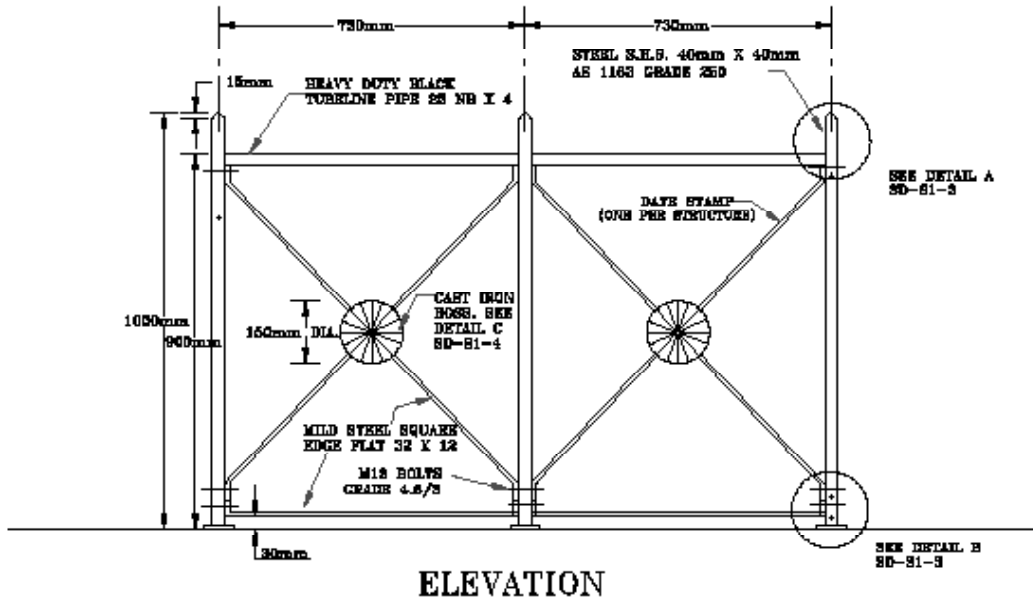 730mm
730mm
STEEL S.H.S. 40mm X 40mm
AS 1163 GRADE 250
15mm
HEAVY DUTY BLACK
TUBELINE PIPE 25 NB X 4
SEE DETAIL A
SD-S1-3
DATE STAMP
(ONE PER STRUCTURE)
CAST IRON
BOSS. SEE
DETAIL C
SD-S1-4
1000mm
900mm
150mm DIA.
MILD STEEL SQUARE
EDGE FLAT 32 X 12
M12 BOLTS
GRADE 4.6/S
30mm
SEE DETAIL B
SD-S1-3
ELEVATION